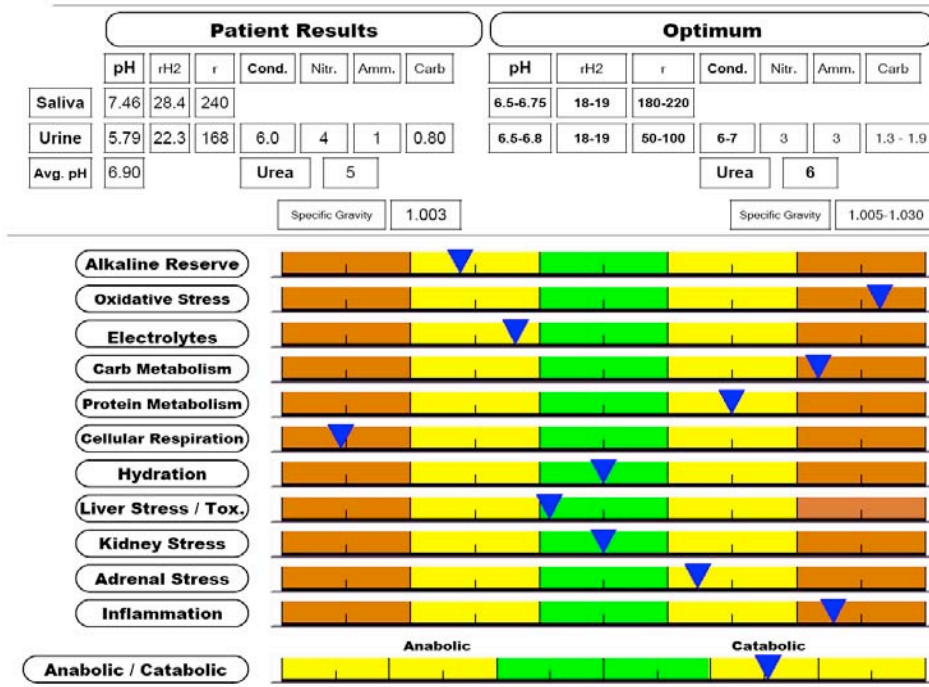 Patient Results Optimum
pH rH2 r Cond. Nitr. Amm. Carb pH rH2 r Cond. Nitr. Amm. Carb
Saliva 7.46 28.4 240 6.5-6.75 18-19 180-220
Urine 5.79 22.3 168 6.0 4 1 0.80 6.5-6.8 18-19 50-100 6-7 3 3 1.3 - 1.9
Avg. pH 6.90 Urea 5 Urea 6
Specific Gravity 1.003 Specific Gravity 1.005-1.030
Alkaline Reserve
Oxidative Stress
Electrolytes
Carb Metabolism
Protein Metabolism
Cellular Respiration
Hydration
Liver Stress / Tox.
Kidney Stress
Adrenal Stress
Inflammation
Anabolic Catabolic
Anabolic / Catabolic